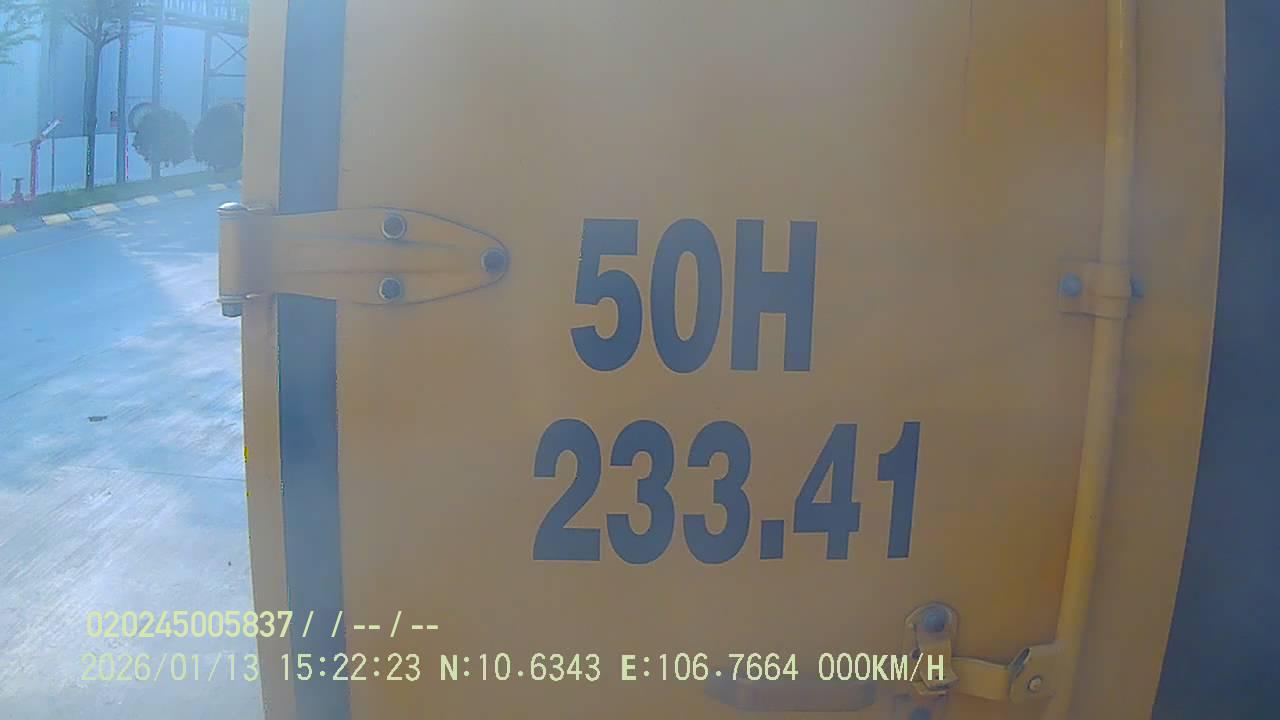 50H
233.41
020245005837/ / -- / --
2026/01/13 15:22:23 N:10.6343 E:106.7664 000KM/H